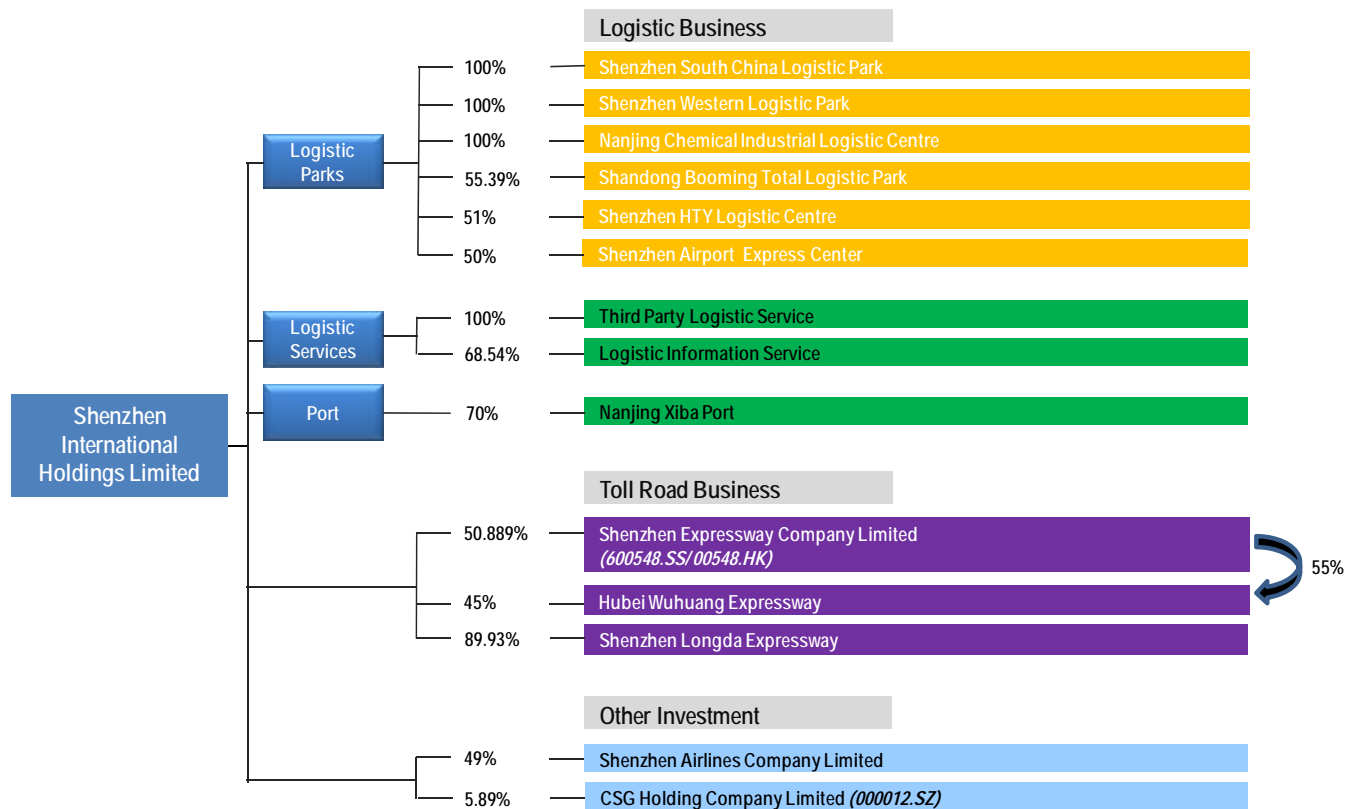 Logistic Business
100%
Shenzhen South China Logistic Park
100%
Shenzhen Western Logistic Park
100%
Nanjing Chemical Industrial Logistic Centre
Logistic
Parks
55.39%
Shandong Booming Total Logistic Park
51%
Shenzhen HTY Logistic Centre
50%
Shenzhen Airport Express Center
100%
Third Party Logistic Service
Logistic
Services
68.54%
Logistic Information Service
Port
70%
Nanjing Xiba Port
Shenzhen
International
Holdings Limited
Toll Road Business
50.889%
Shenzhen Expressway Company Limited
(600548.SS/00548.HK)
55%
45%
Hubei Wuhuang Expressway
89.93%
Shenzhen Longda Expressway
Other Investment
49%
Shenzhen Airlines Company Limited
5.89%
CSG Holding Company Limited (000012.SZ)